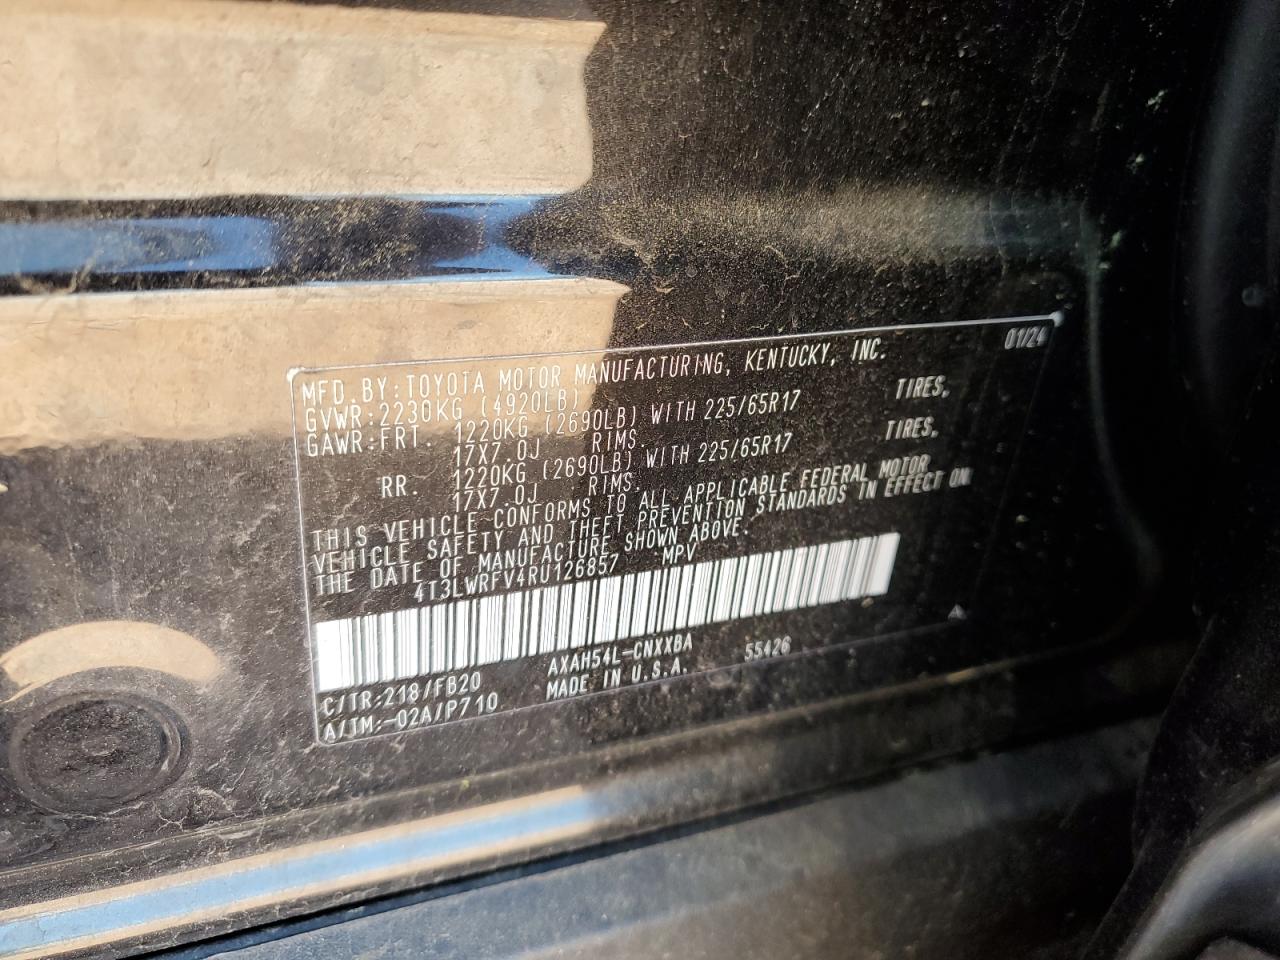 01/24
MFD.BY:TOYOTA MOTOR MANUFACTURING, KENTUCKY, INC.
GVWR:2230KG (4920LB)
GAWR:FRT. 1220KG (2690LB) WITH 225/65R17 TIRES,
17X7.0J RIMS.
RR. 1220KG (2690LB) WITH 225/65R17 TIRES,
17X7.0J RIMS.
THIS VEHICLE CONFORMS TO ALL APPLICABLE FEDERAL MOTOR
VEHICLE SAFETY AND THEFT PREVENTION STANDARDS IN EFFECT ON
THE DATE OF MANUFACTURE SHOWN ABOVE.
4T3LWRFV4RU126857 MPV
C/TR:218/FB20 AXAH54L-CNXXBA 55426
A/TM:-02A/P710 MADE IN U.S.A.